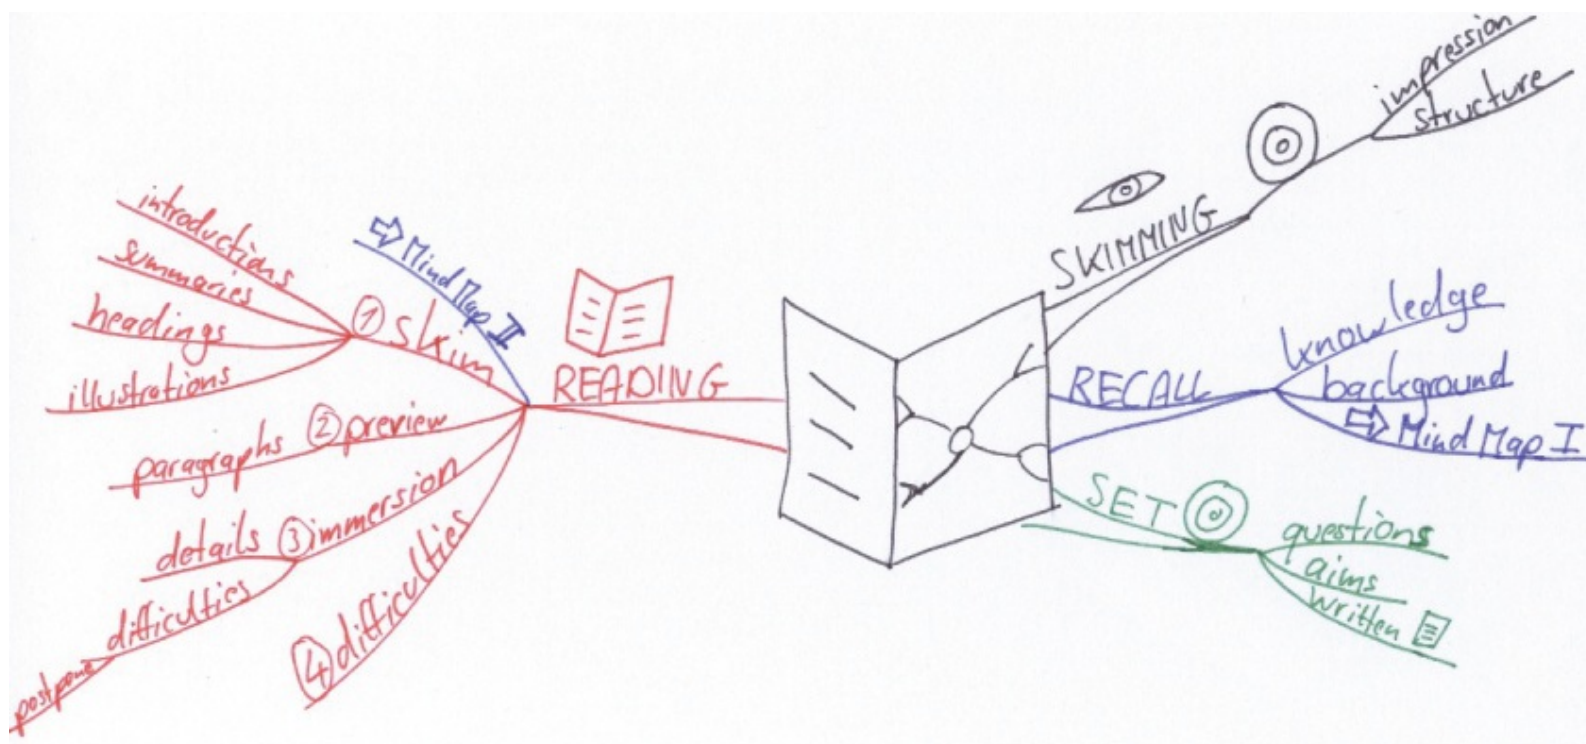 SKIMMING
impression
structure
RECALL
knowledge
background
Mind Map I
SET
questions
aims
written
READING
Mind Map II
① skim
introductions
summaries
headings
illustrations
② preview
paragraphs
③ immersion
details
difficulties
postpone
④ difficulties